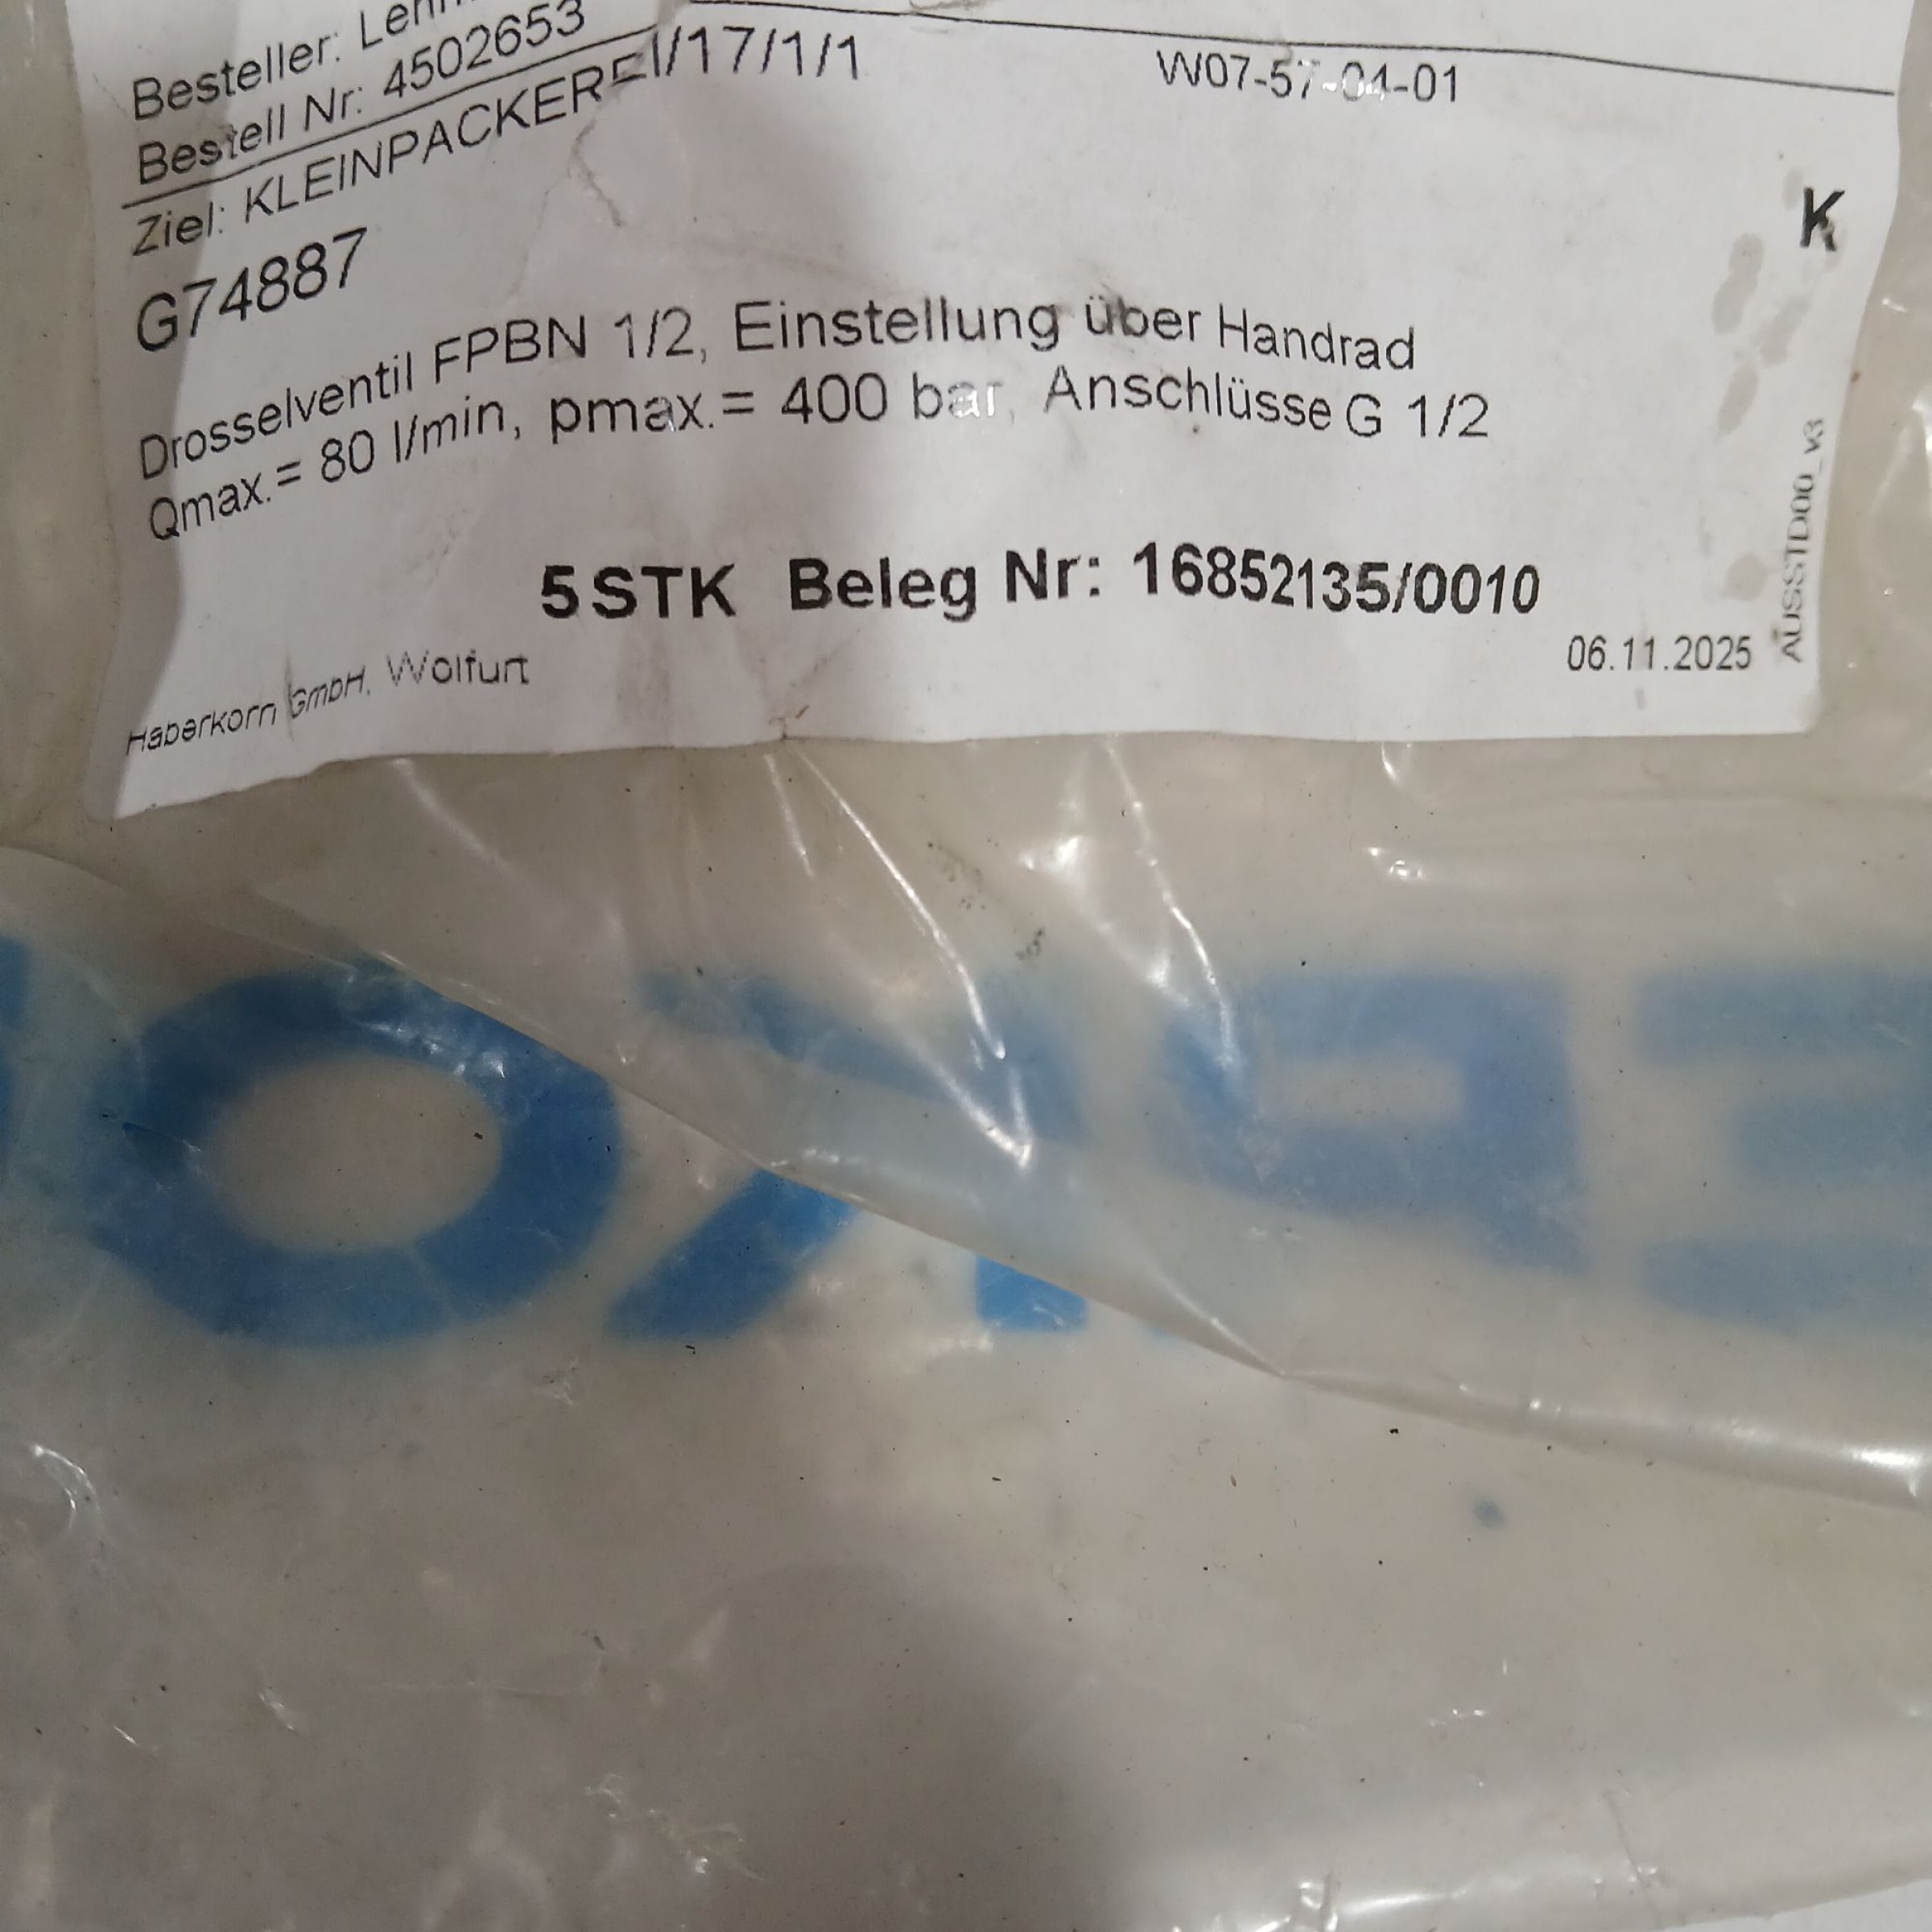 Besteller:
Bestell Nr: 4502653
Ziel: KLEINPACKEREI/17/1/1
W07-57-04-01
K
G74887
Drosselventil FPBN 1/2, Einstellung über Handrad
Qmax.= 80 l/min, pmax.= 400 bar, Anschlüsse G 1/2
5 STK Beleg Nr: 16852135/0010
Haberkorn GmbH, Wolfurt
06.11.2025
AUSSTD00_v3